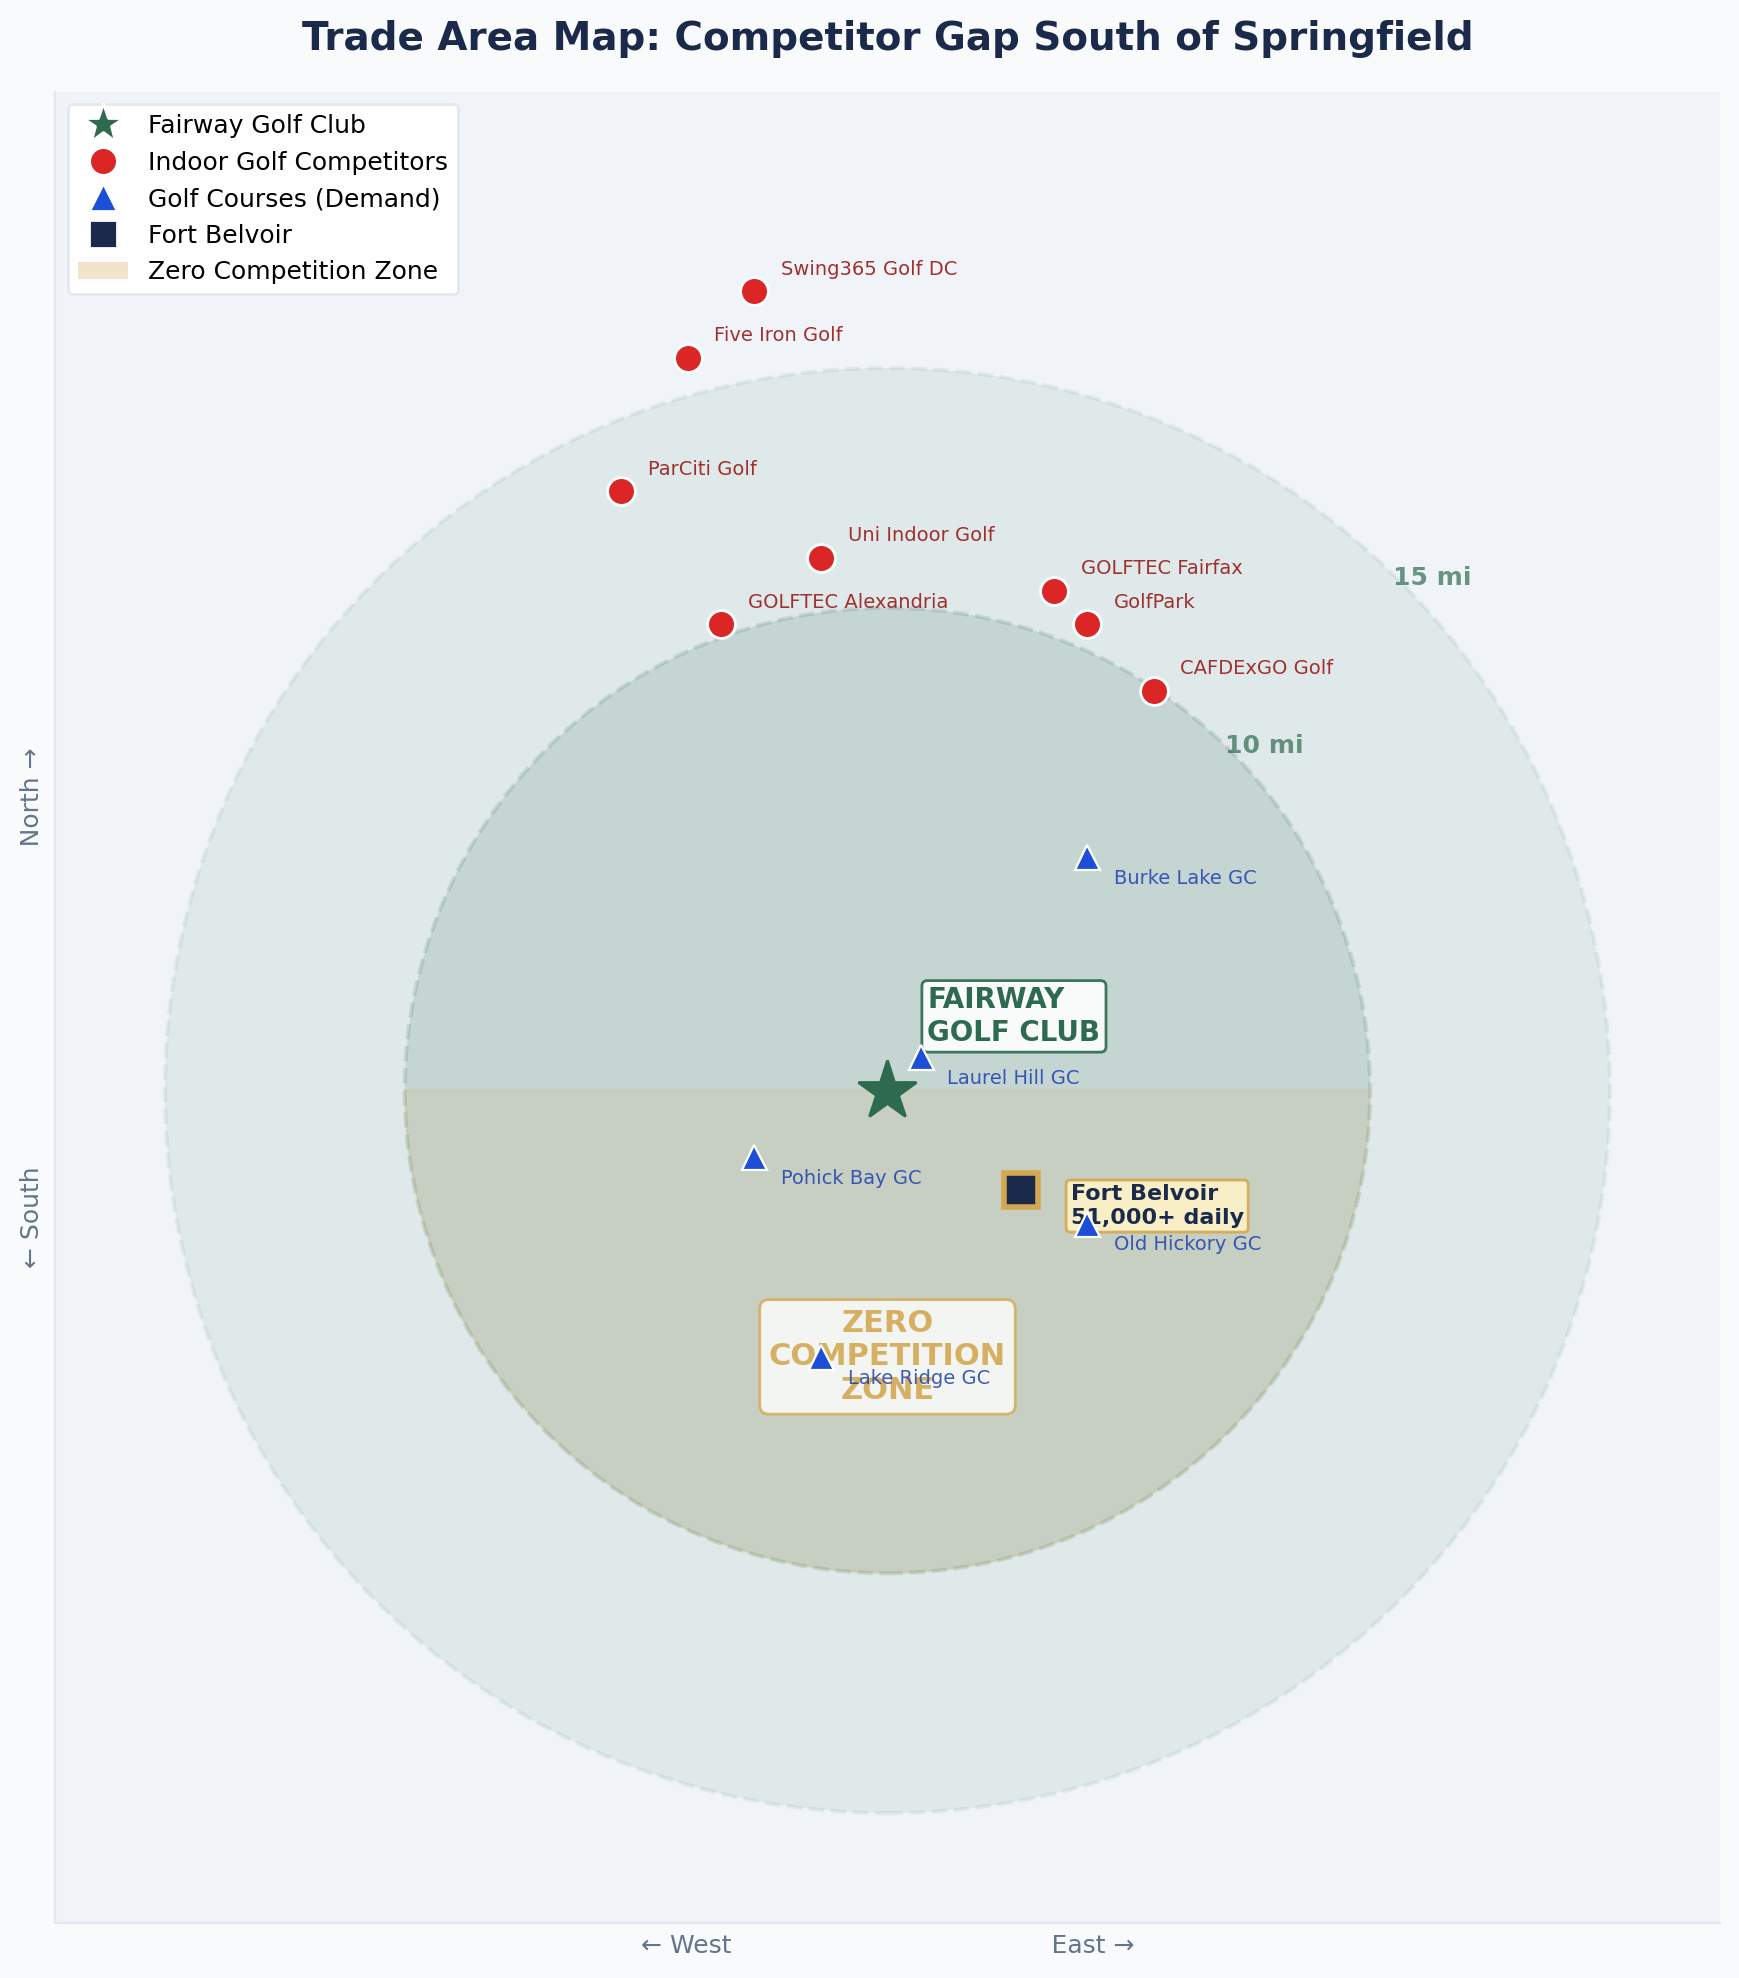 Trade Area Map: Competitor Gap South of Springfield
Fairway Golf Club
Indoor Golf Competitors
Golf Courses (Demand)
Fort Belvoir
Zero Competition Zone
Swing365 Golf DC
Five Iron Golf
ParCiti Golf
Uni Indoor Golf
GOLFTEC Fairfax
15 mi
GOLFTEC Alexandria
GolfPark
CAFDExGO Golf
10 mi
North →
Burke Lake GC
FAIRWAY
GOLF CLUB
Laurel Hill GC
Pohick Bay GC
← South
Fort Belvoir
51,000+ daily
Old Hickory GC
ZERO
COMPETITION
ZONE
Lake Ridge GC
← West
East →